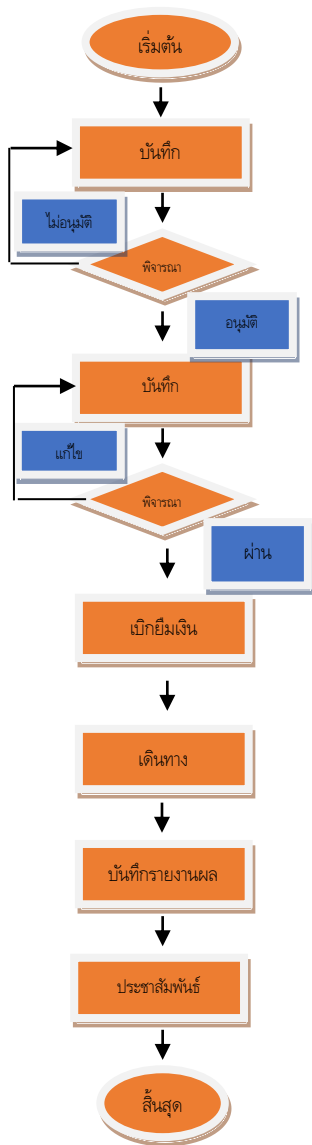 เริ่มต้น
บันทึก
ไม่อนุมัติ
พิจารณา
อนุมัติ
บันทึก
แก้ไข
พิจารณา
ผ่าน
เบิกยืมเงิน
เดินทาง
บันทึกรายงานผล
ประชาสัมพันธ์
สิ้นสุด